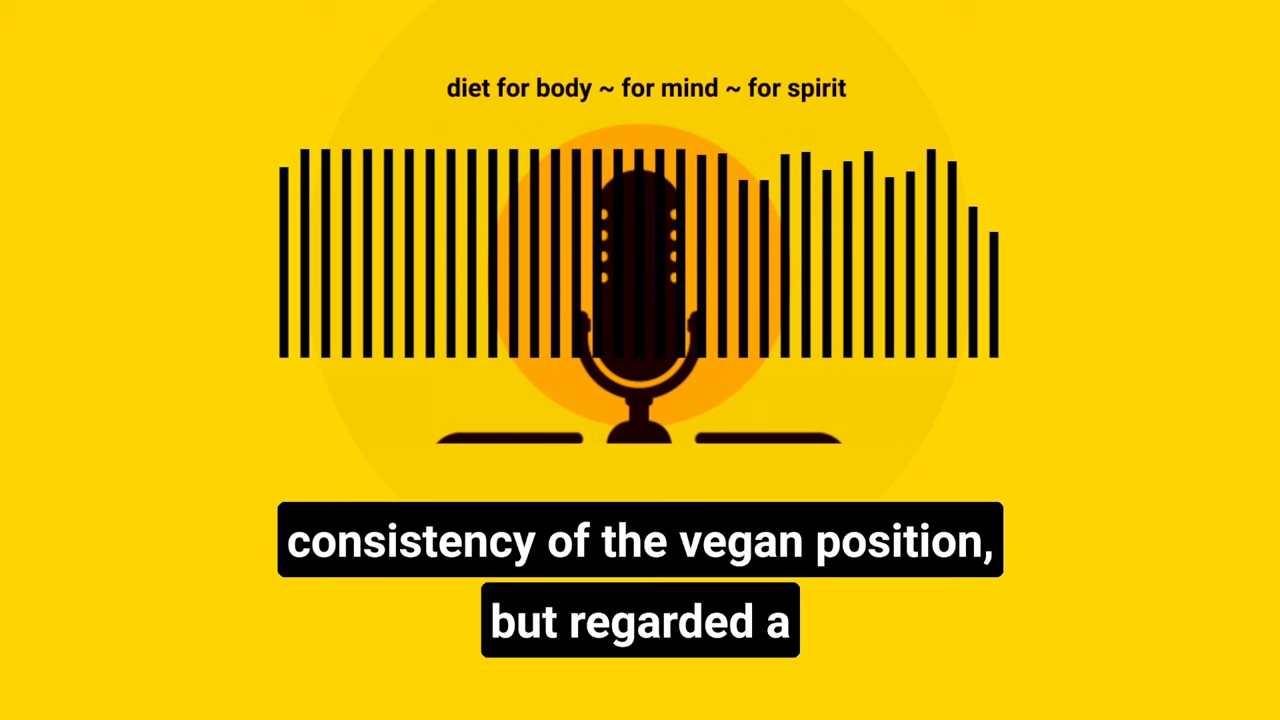 diet for body ~ for mind ~ for spirit
consistency of the vegan position,
but regarded a